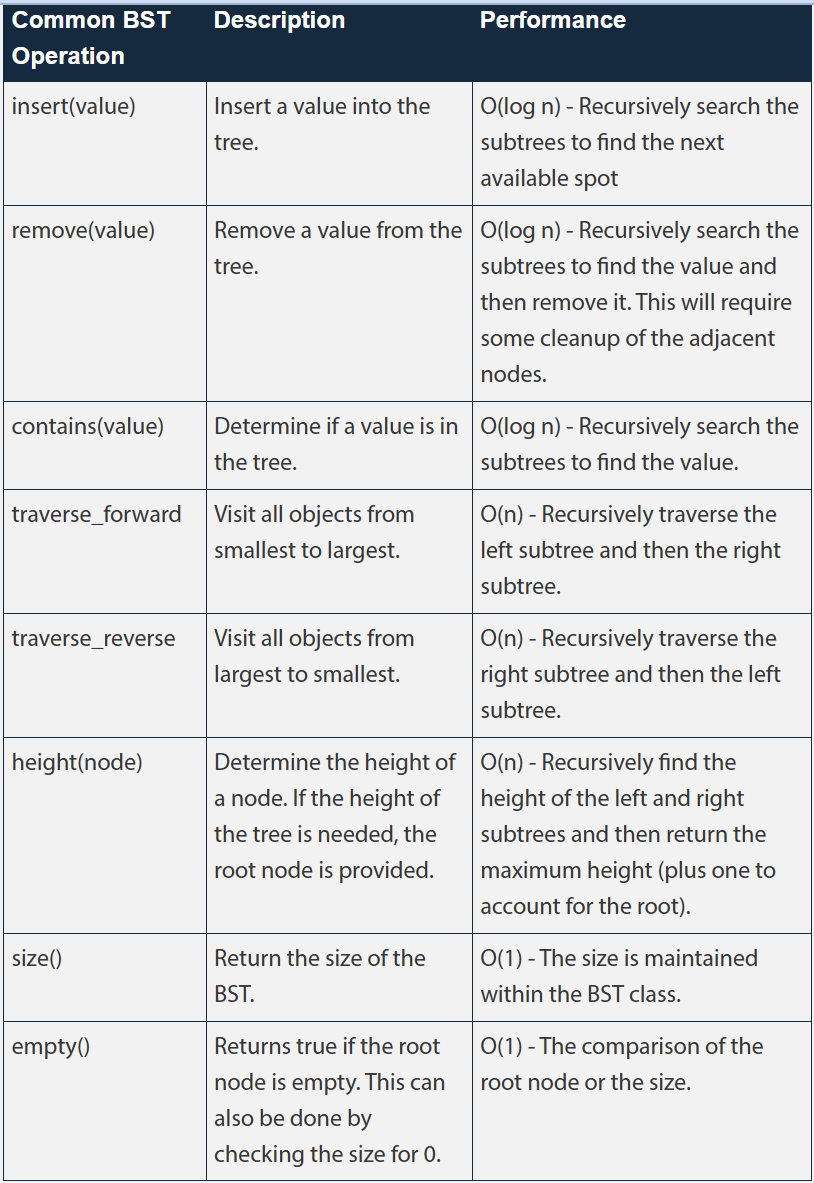 Common BST
Operation
Description
Performance
insert(value)
Insert a value into the
tree.
O(log n) - Recursively search the
subtrees to find the next
available spot
remove(value)
Remove a value from the
tree.
O(log n) - Recursively search the
subtrees to find the value and
then remove it. This will require
some cleanup of the adjacent
nodes.
contains(value)
Determine if a value is in
the tree.
O(log n) - Recursively search the
subtrees to find the value.
traverse_forward
Visit all objects from
smallest to largest.
O(n) - Recursively traverse the
left subtree and then the right
subtree.
traverse_reverse
Visit all objects from
largest to smallest.
O(n) - Recursively traverse the
right subtree and then the left
subtree.
height(node)
Determine the height of
a node. If the height of
the tree is needed, the
root node is provided.
O(n) - Recursively find the
height of the left and right
subtrees and then return the
maximum height (plus one to
account for the root).
size()
Return the size of the
BST.
O(1) - The size is maintained
within the BST class.
empty()
Returns true if the root
node is empty. This can
also be done by
checking the size for 0.
O(1) - The comparison of the
root node or the size.